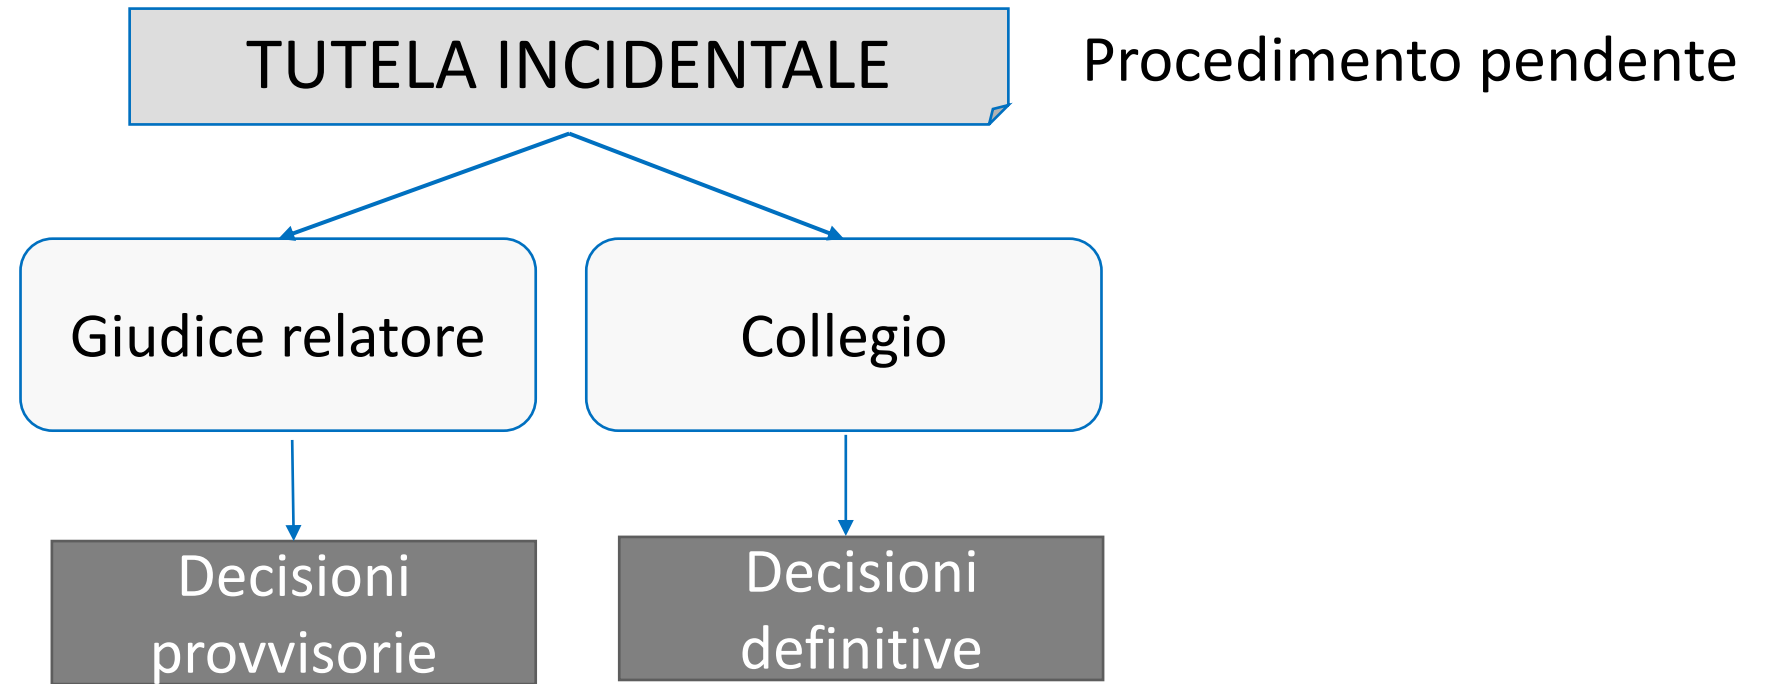 TUTELA INCIDENTALE
Procedimento pendente
Giudice relatore
Collegio
Decisioni
provvisorie
Decisioni
definitive